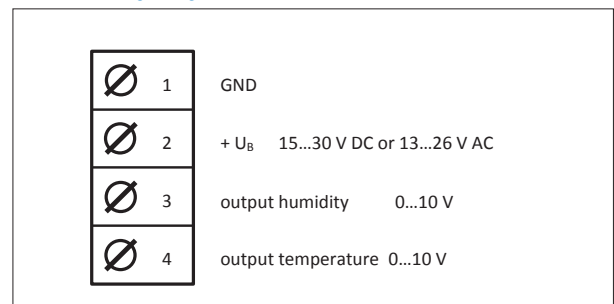 1 GND
2 + UB 15...30 V DC or 13...26 V AC
3 output humidity 0...10 V
4 output temperature 0...10 V